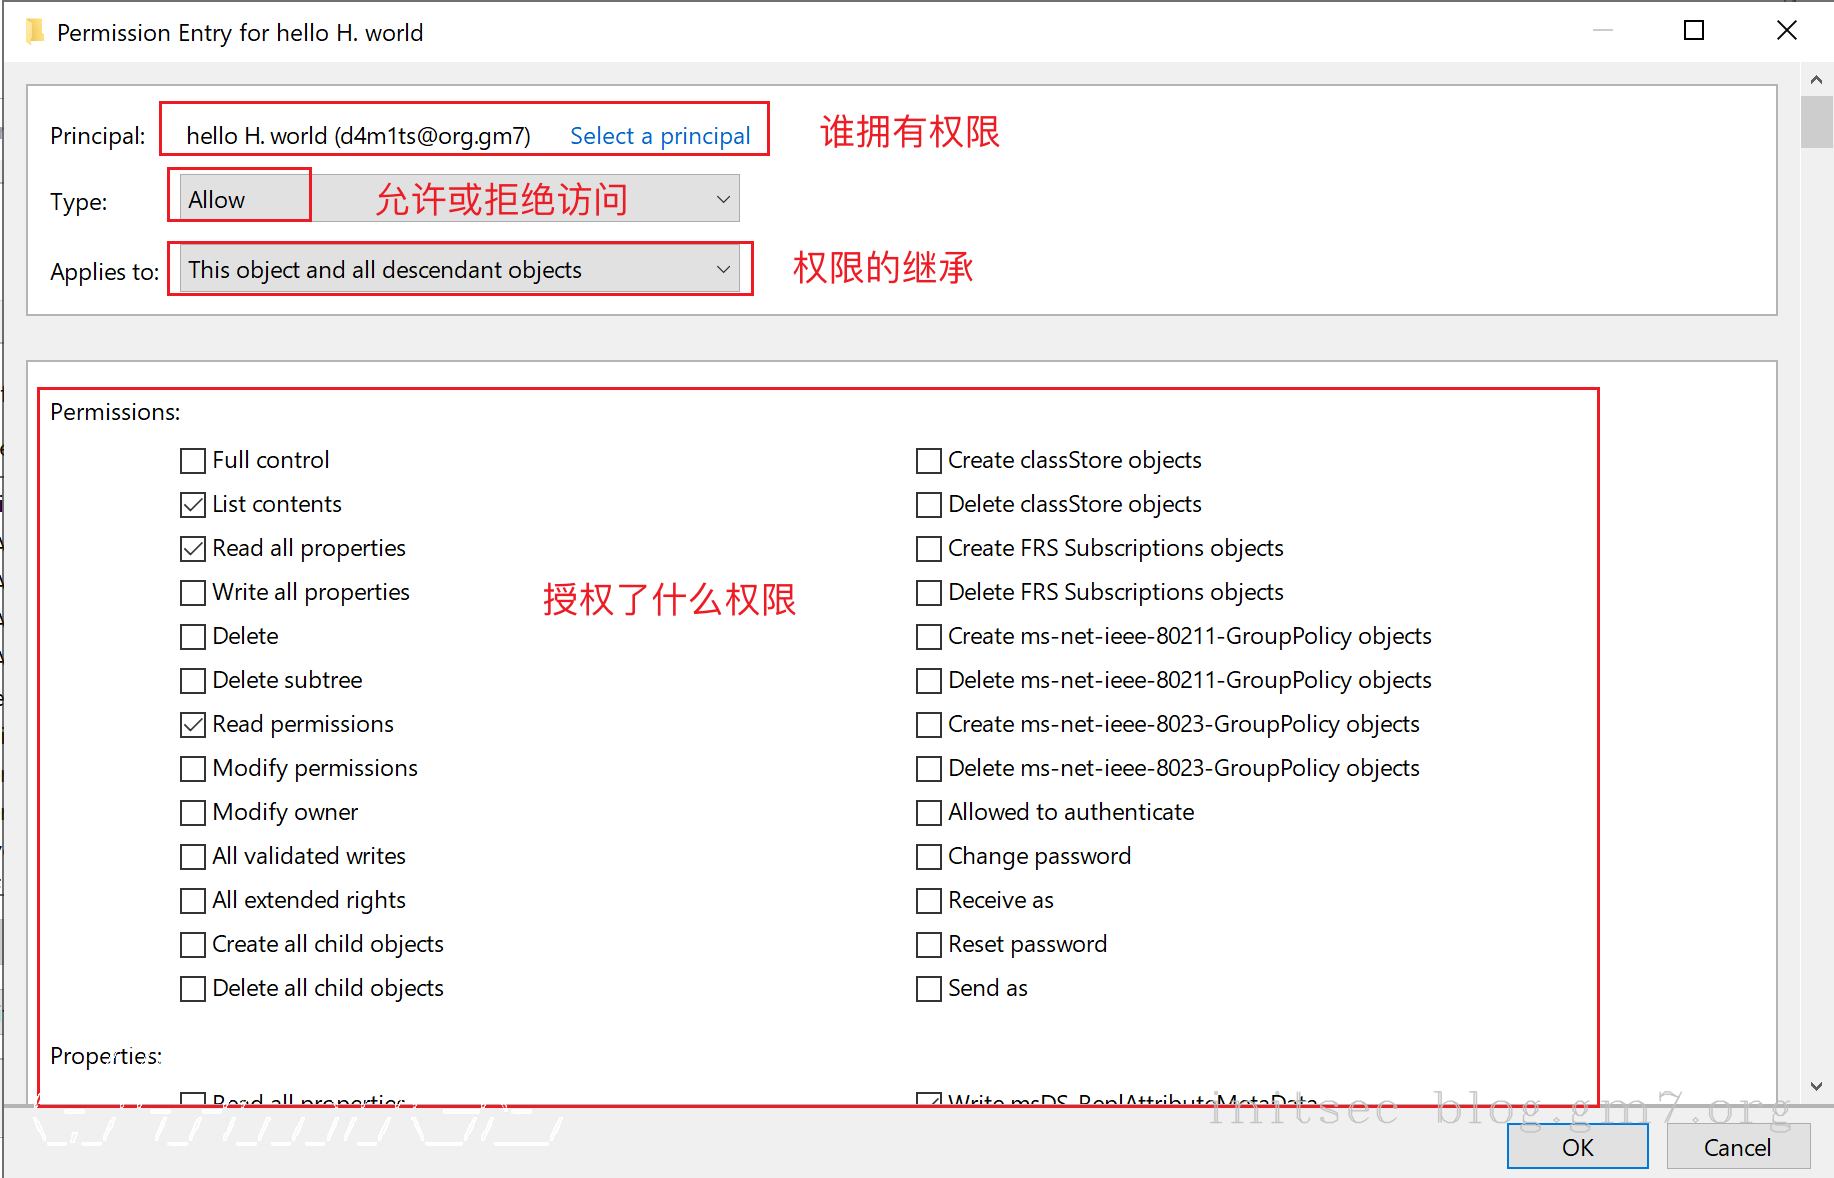 Permission Entry for hello H. world
Principal: hello H. world (d4m1ts@org.gm7) Select a principal 谁拥有权限
Type: Allow 允许或拒绝访问
Applies to: This object and all descendant objects 权限的继承
Permissions:
Full control Create classStore objects
List contents Delete classStore objects
Read all properties Create FRS Subscriptions objects
Write all properties 授权了什么权限 Delete FRS Subscriptions objects
Delete Create ms-net-ieee-80211-GroupPolicy objects
Delete subtree Delete ms-net-ieee-80211-GroupPolicy objects
Read permissions Create ms-net-ieee-8023-GroupPolicy objects
Modify permissions Delete ms-net-ieee-8023-GroupPolicy objects
Modify owner Allowed to authenticate
All validated writes Change password
All extended rights Receive as
Create all child objects Reset password
Delete all child objects Send as
Properties:
Read all properties Write msDS-ReplAttributeMetaData
initsec blog.gm7.org
OK Cancel